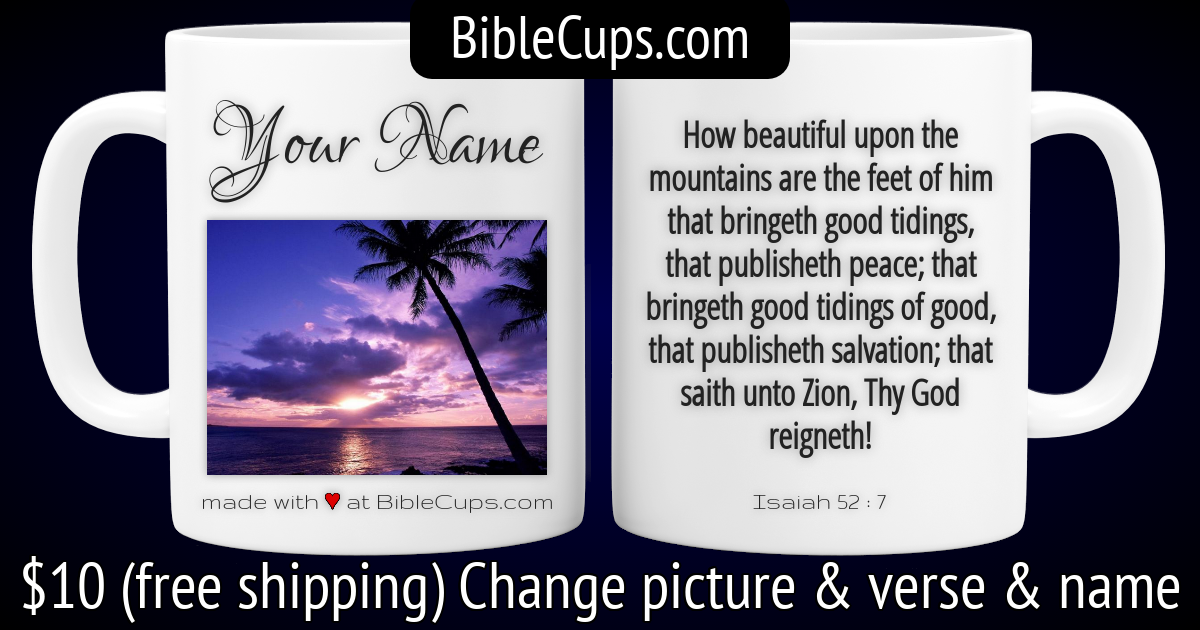 BibleCups.com
Your Name
made with ♥ at BibleCups.com
How beautiful upon the
mountains are the feet of him
that bringeth good tidings,
that publisheth peace; that
bringeth good tidings of good,
that publisheth salvation; that
saith unto Zion, Thy God
reigneth!
Isaiah 52 : 7
$10 (free shipping) Change picture & verse & name